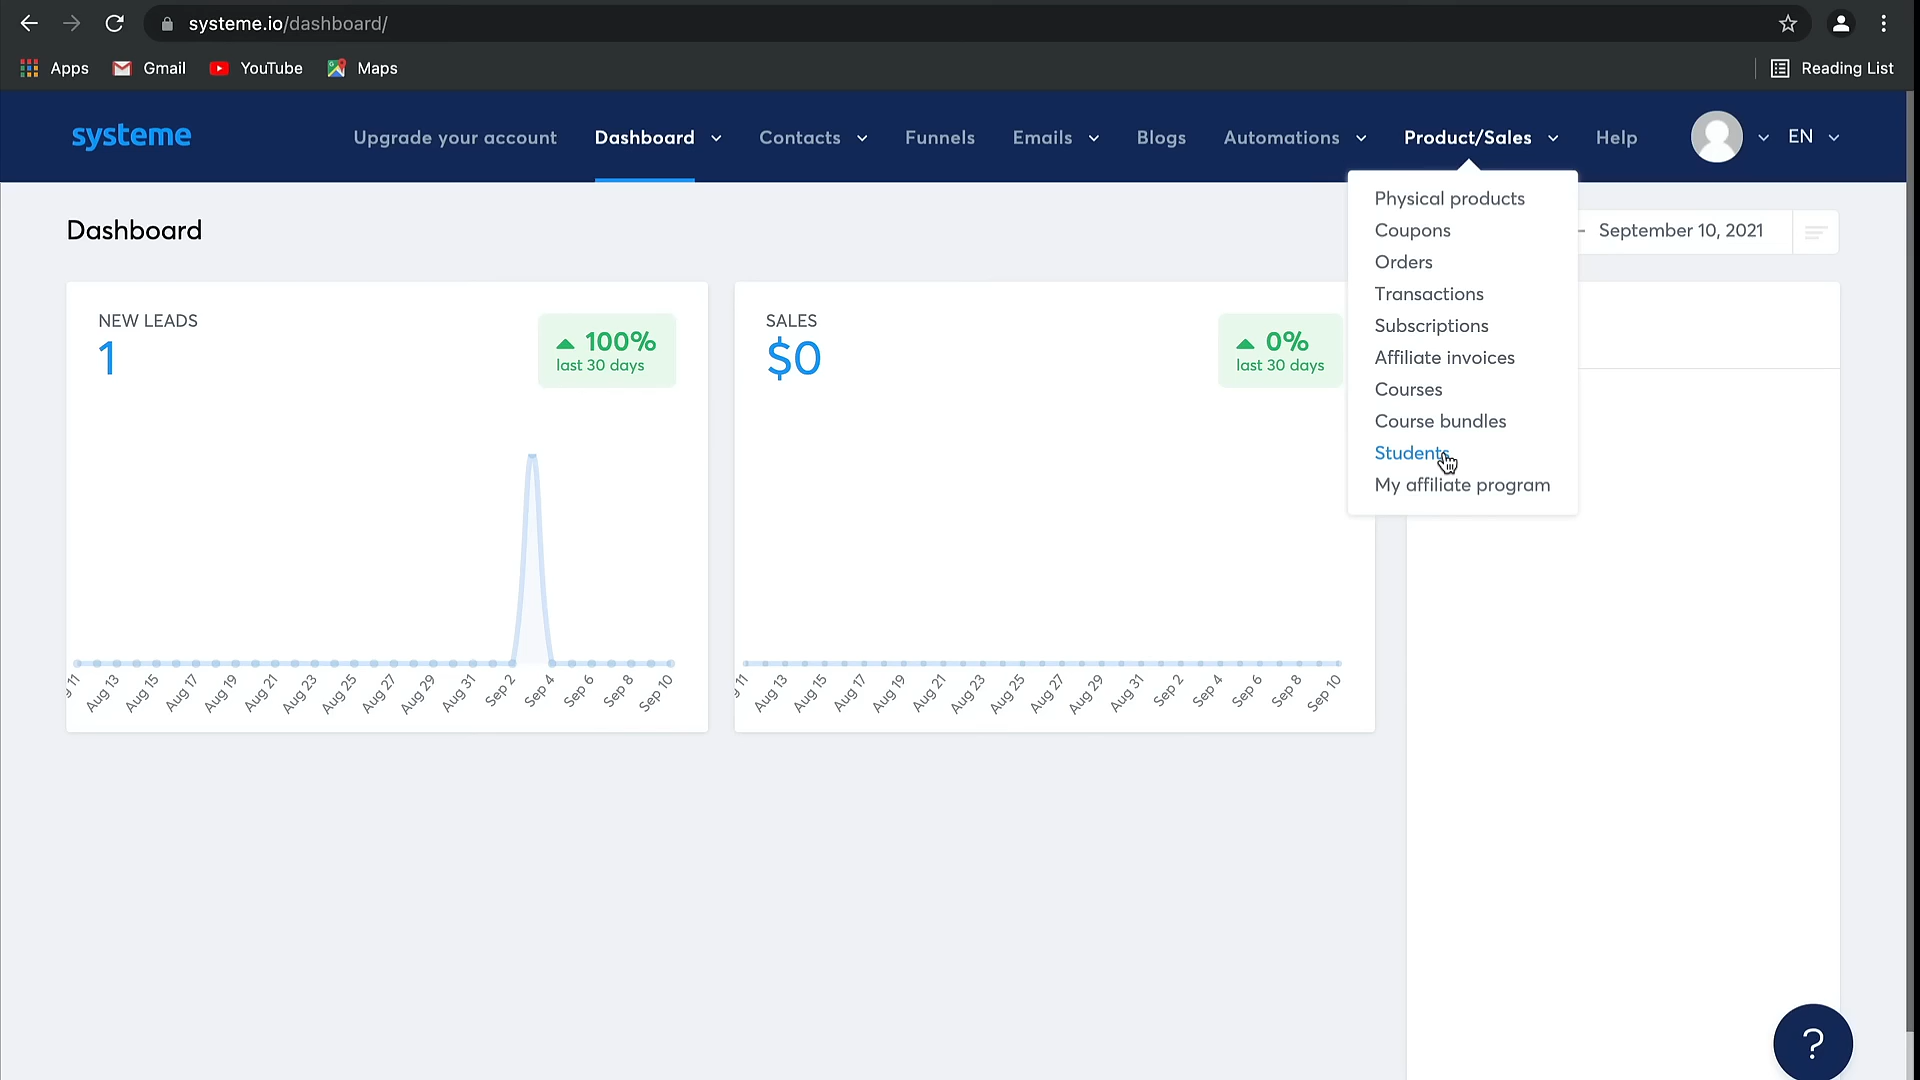 systeme.io/dashboard/
Apps Gmail YouTube Maps Reading List
systeme Upgrade your account Dashboard Contacts Funnels Emails Blogs Automations Product/Sales Help EN
Dashboard
- September 10, 2021
Physical products
Coupons
Orders
Transactions
Subscriptions
Affiliate invoices
Courses
Course bundles
Students
My affiliate program
NEW LEADS
1
100%
last 30 days
Aug 13 Aug 15 Aug 17 Aug 19 Aug 21 Aug 23 Aug 25 Aug 27 Aug 29 Aug 31 Sep 2 Sep 4 Sep 6 Sep 8 Sep 10
SALES
$0
0%
last 30 days
Aug 13 Aug 15 Aug 17 Aug 19 Aug 21 Aug 23 Aug 25 Aug 27 Aug 29 Aug 31 Sep 2 Sep 4 Sep 6 Sep 8 Sep 10
?